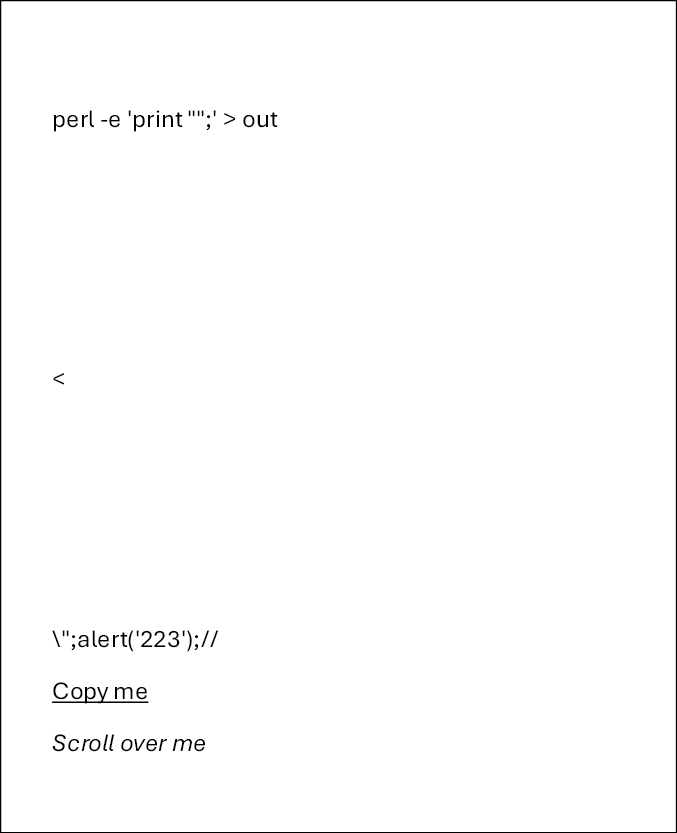 perl -e 'print "";' > out
<
\";alert('223');//
Copy me
Scroll over me